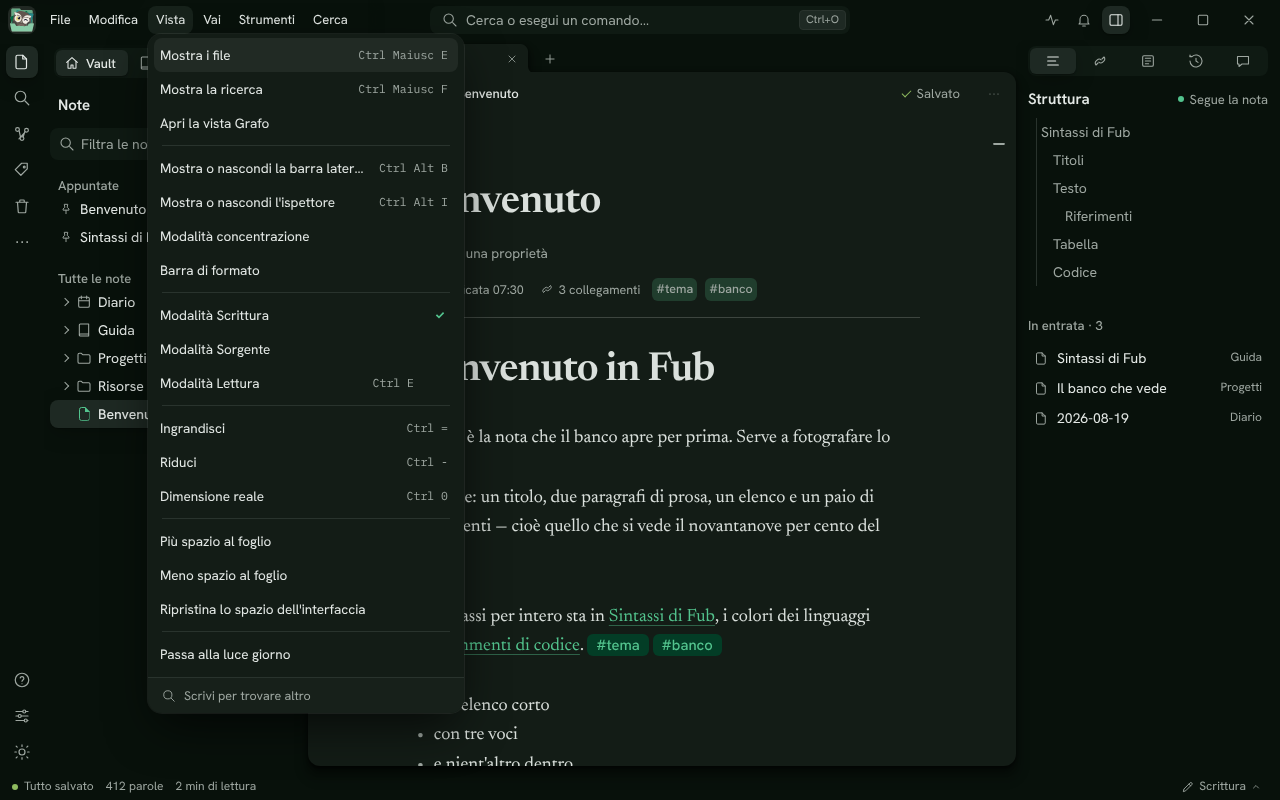 File Modifica Vista Vai Strumenti Cerca
Cerca o esegui un comando… Ctrl+O
Vault
Note
Filtra le no
Appuntate
Benvenuto
Sintassi di
Tutte le note
Diario
Guida
Progetti
Risorse
Benvenu
Mostra i file Ctrl Maiusc E
Mostra la ricerca Ctrl Maiusc F
Apri la vista Grafo
Mostra o nascondi la barra later… Ctrl Alt B
Mostra o nascondi l'ispettore Ctrl Alt I
Modalità concentrazione
Barra di formato
Modalità Scrittura
Modalità Sorgente
Modalità Lettura Ctrl E
Ingrandisci Ctrl =
Riduci Ctrl -
Dimensione reale Ctrl 0
Più spazio al foglio
Meno spazio al foglio
Ripristina lo spazio dell'interfaccia
Passa alla luce giorno
Scrivi per trovare altro
envenuto
Salvato
nvenuto
una proprietà
cata 07:30 3 collegamenti #tema #banco
nvenuto in Fub
è la nota che il banco apre per prima. Serve a fotografare lo
e: un titolo, due paragrafi di prosa, un elenco e un paio di
enti — cioè quello che si vede il novantanove per cento del
assi per intero sta in Sintassi di Fub, i colori dei linguaggi
nmenti di codice. #tema #banco
elenco corto
con tre voci
e nient'altro dentro
Struttura Segue la nota
Sintassi di Fub
Titoli
Testo
Riferimenti
Tabella
Codice
In entrata · 3
Sintassi di Fub Guida
Il banco che vede Progetti
2026-08-19 Diario
Tutto salvato 412 parole 2 min di lettura
Scrittura